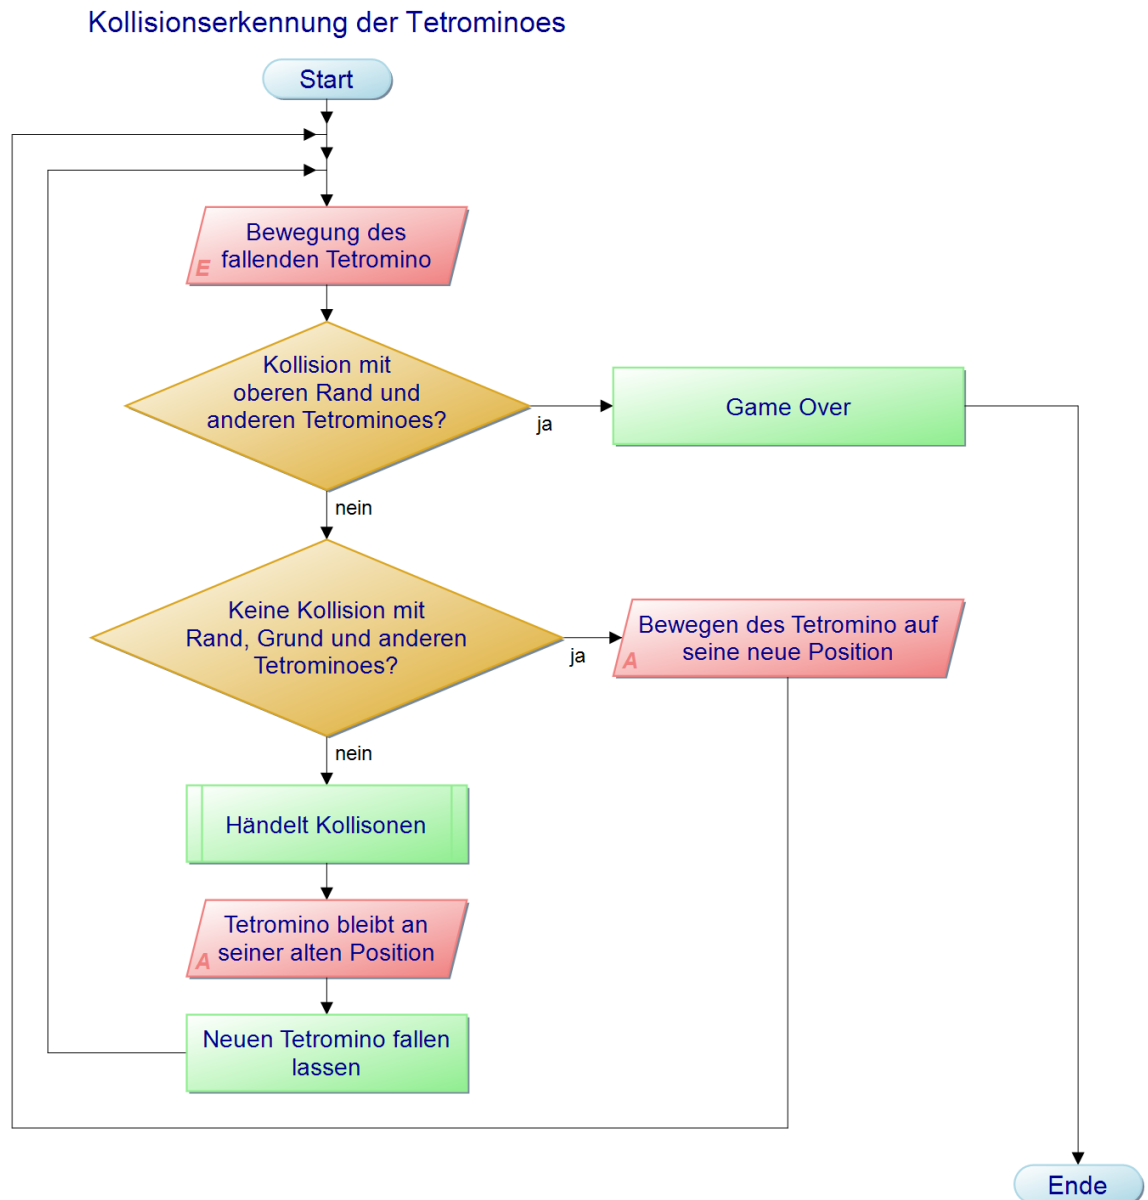 Kollisionserkennung der Tetrominoes
Start
Bewegung des
fallenden Tetromino
E
Kollision mit
oberen Rand und
anderen Tetrominoes?
ja
Game Over
nein
Keine Kollision mit
Rand, Grund und anderen
Tetrominoes?
ja
Bewegen des Tetromino auf
seine neue Position
A
nein
Händelt Kollisonen
Tetromino bleibt an
seiner alten Position
A
Neuen Tetromino fallen
lassen
Ende